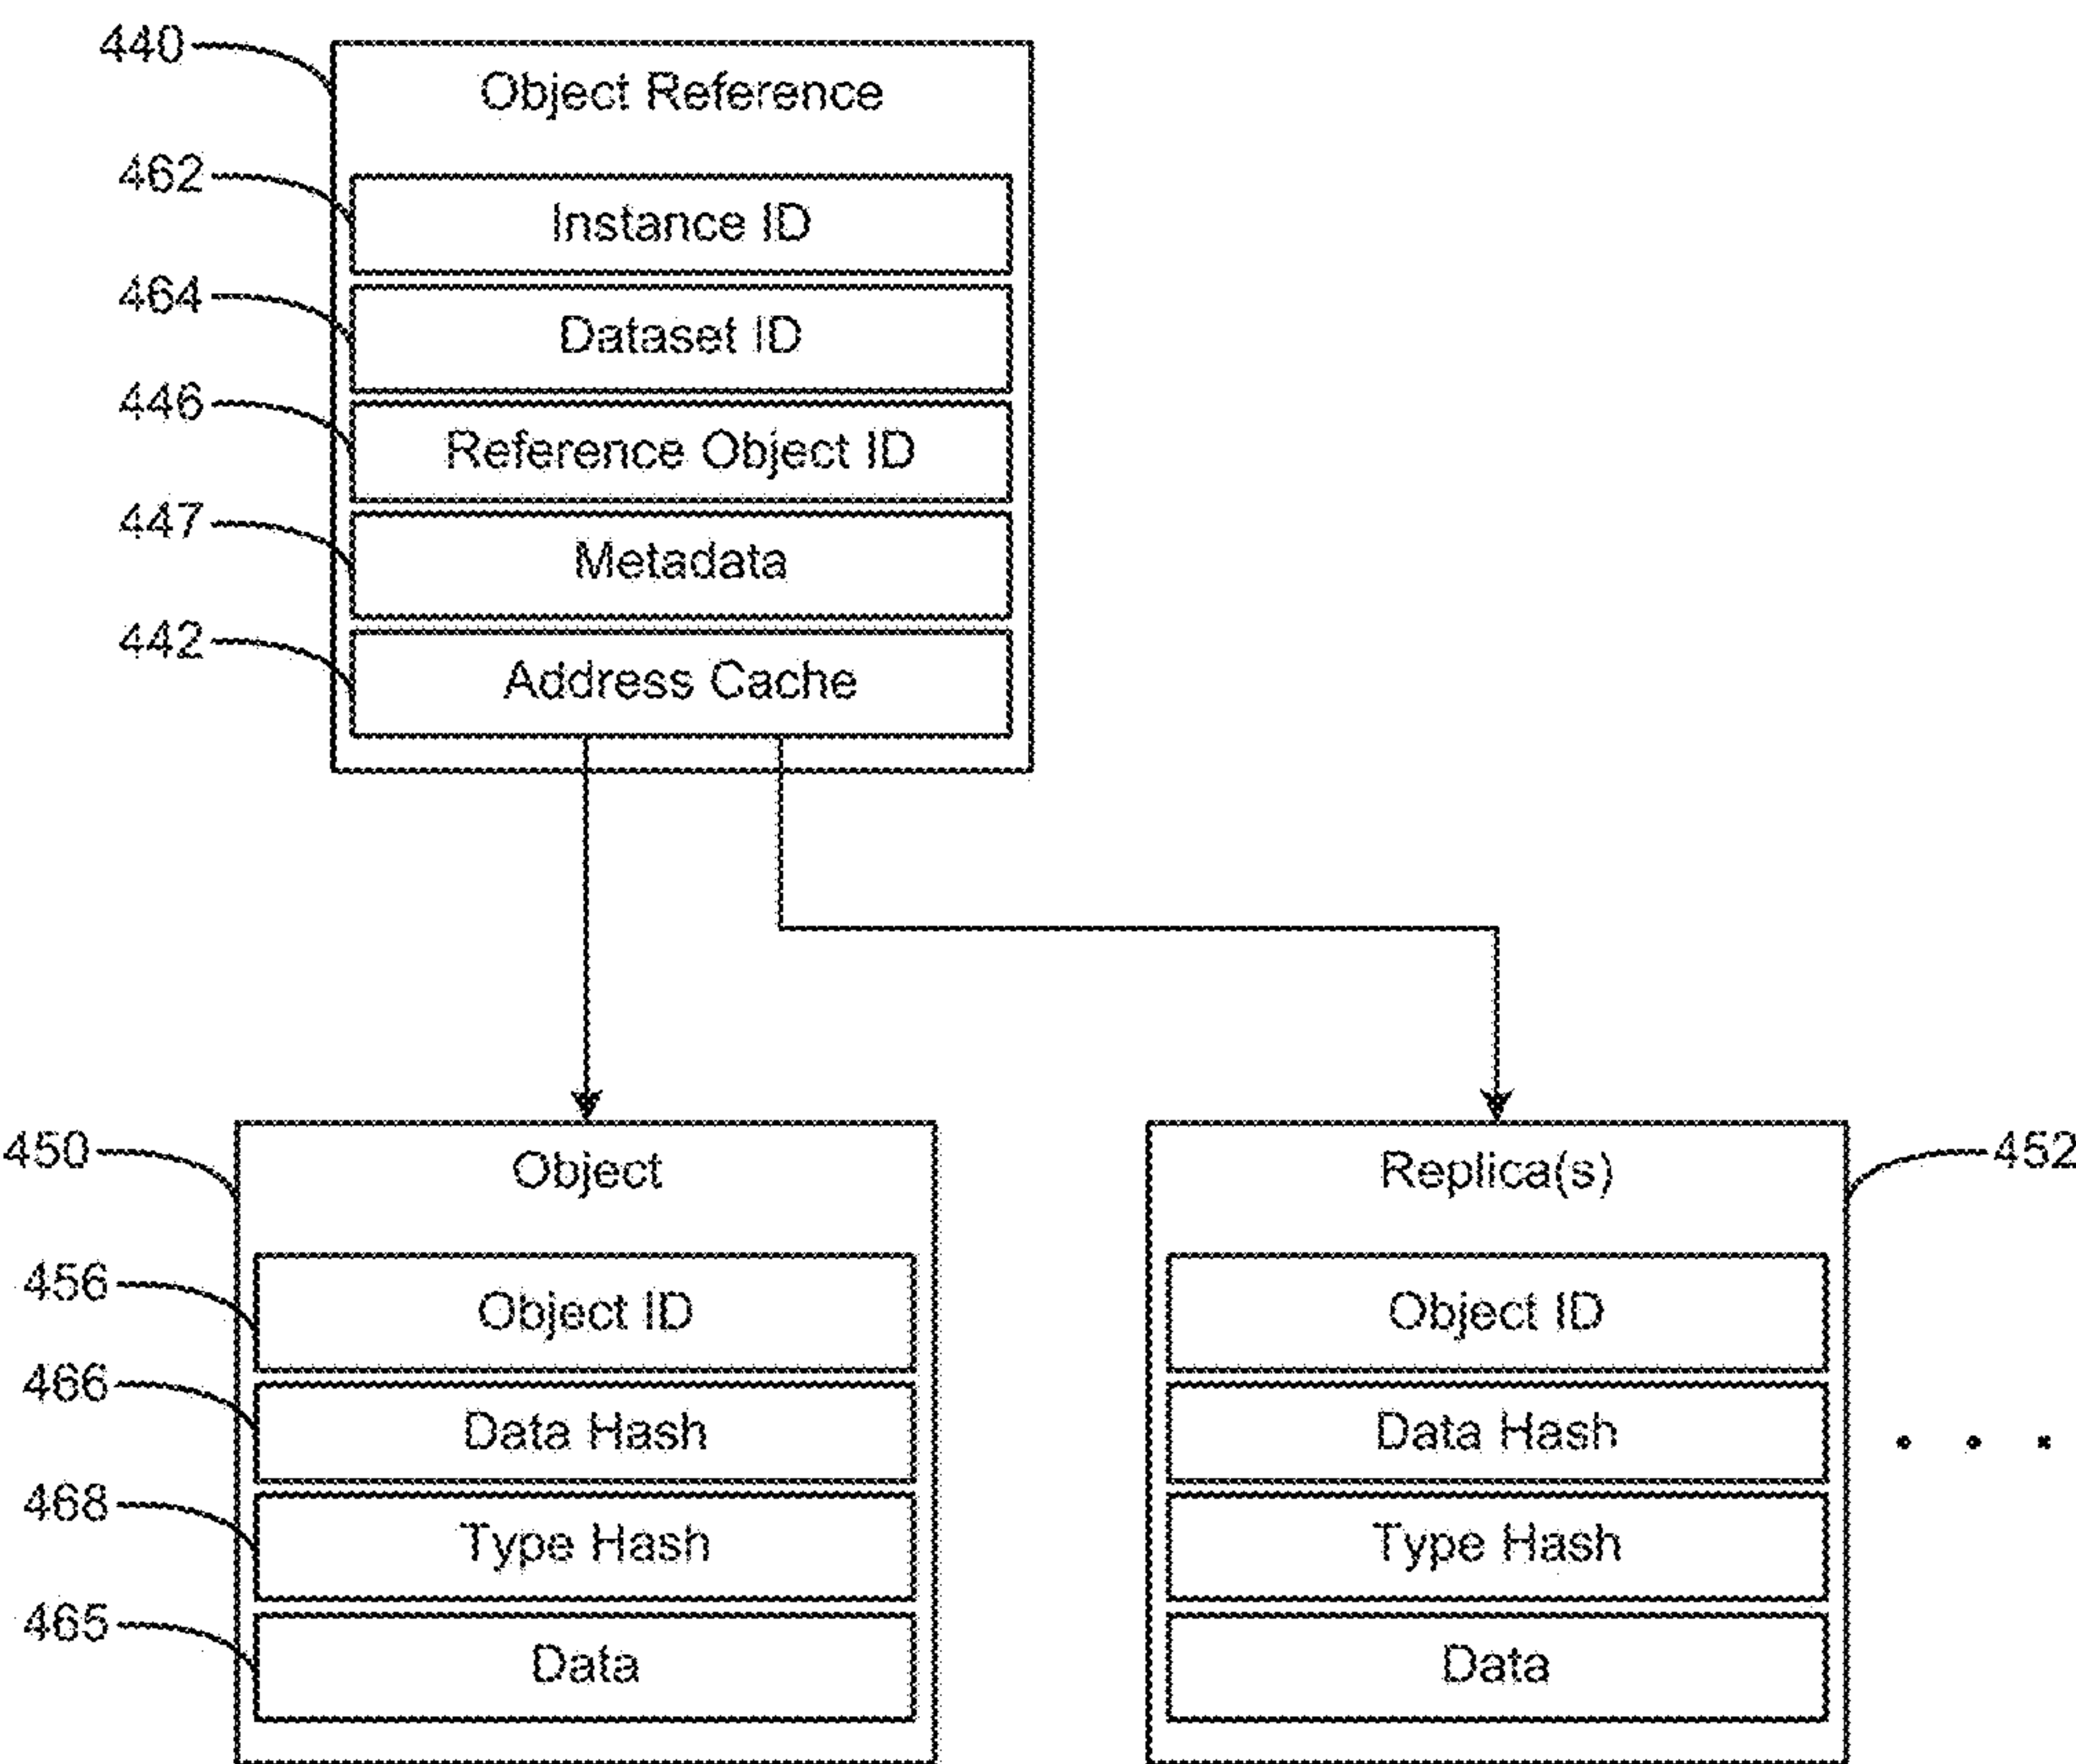 440
Object Reference
462
Instance ID
464
Dataset ID
446
Reference Object ID
447
Metadata
442
Address Cache
450
Object
Replica(s)
452
456
Object ID
Object ID
466
Data Hash
Data Hash
• • •
468
Type Hash
Type Hash
465
Data
Data